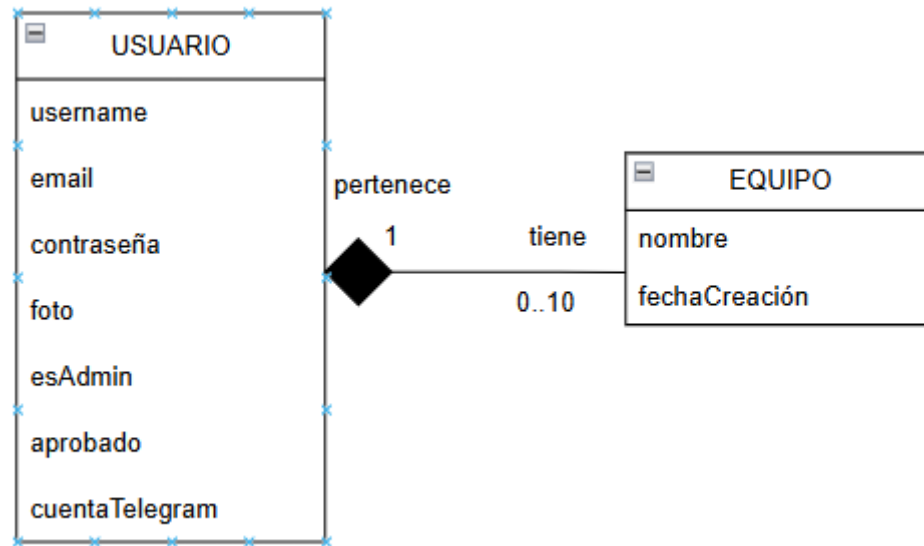 USUARIO
username
email
contraseña
foto
esAdmin
aprobado
cuentaTelegram
pertenece
1
tiene
0..10
EQUIPO
nombre
fechaCreación